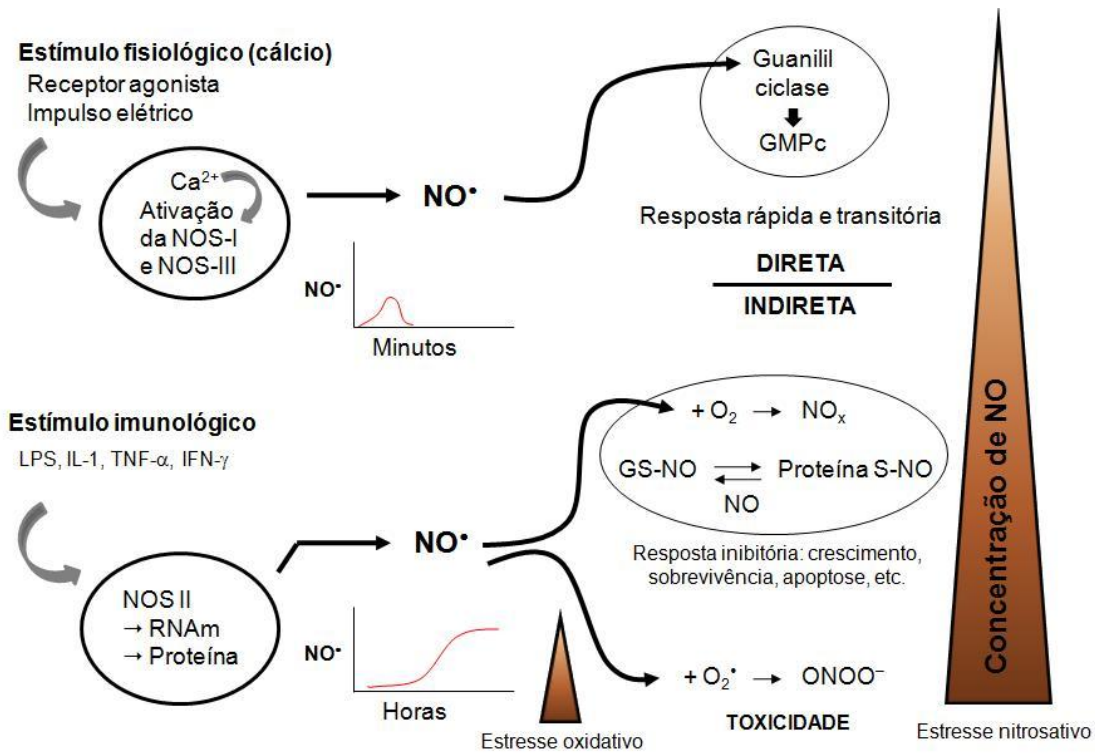 Estímulo fisiológico (cálcio)
Receptor agonista
Impulso elétrico
Ca²⁺
Ativação
da NOS-I
e NOS-III
NO•
NO•
Minutos
Guanilil
ciclase
GMPc
Resposta rápida e transitória
DIRETA
INDIRETA
Estímulo imunológico
LPS, IL-1, TNF-α, IFN-γ
NOS II
→ RNAm
→ Proteína
NO•
NO•
Horas
+ O₂ → NOₓ
GS-NO ⇄ Proteína S-NO
NO
Resposta inibitória: crescimento,
sobrevivência, apoptose, etc.
+ O₂• → ONOO⁻
TOXICIDADE
Estresse oxidativo
Concentração de NO
Estresse nitrosativo